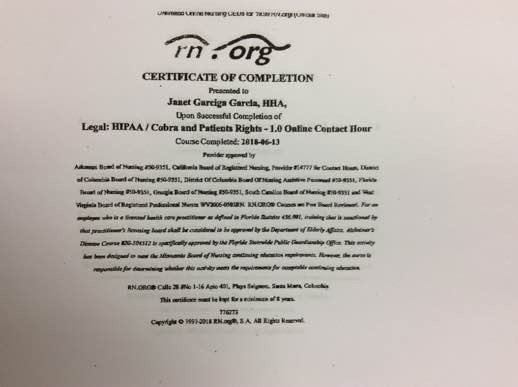 Unlimited Online Nursing CEUs for
rn.org
CERTIFICATE OF COMPLETION
Presented to
Janet Garciga Garcia, HHA,
Upon Successful Completion of
Legal: HIPAA / Cobra and Patients Rights - 1.0 Online Contact Hour
Course Completed: 2018-06-13
Provider approved by
Arkansas Board of Nursing #50-9351, California Board of Registered Nursing, Provider #14777 for Contact Hours, District
of Columbia Board of Nursing #50-9351, District Of Columbia Board Of Nursing Assistive Personnel #50-9351, Florida
Board of Nursing #50-9351, Georgia Board of Nursing #50-9351, South Carolina Board of Nursing #50-9351 and West
Virginia Board of Registered Professional Nurses RN.ORG® Courses are Peer Board Reviewed. For an
employee who is a licensed health care practitioner as defined in Florida Statutes 456.001, training that is sanctioned by
that practitioner's licensing board shall be considered to be approved by the Department of Elderly Affairs. Alzheimer's
Disease Course #20-504512 is specifically approved by the Florida Statewide Public Guardianship Office. This activity
has been designed to meet the Minnesota Board of Nursing continuing education requirements. However, the nurse is
responsible for determining whether this activity meets the requirements for acceptable continuing education.
RN.ORG® Calle 28 #No 1-16 Apto 401, Playa Salguero, Santa Marta, Colombia
This certificate must be kept for a minimum of 8 years.
776273
Copyright © 1997-2018 RN.org®, S.A. All Rights Reserved.